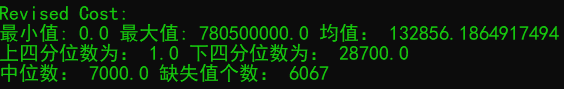 Revised Cost:
最小值: 0.0 最大值: 780500000.0 均值： 132856.1864917494
上四分位数为： 1.0 下四分位数为： 28700.0
中位数： 7000.0 缺失值个数： 6067